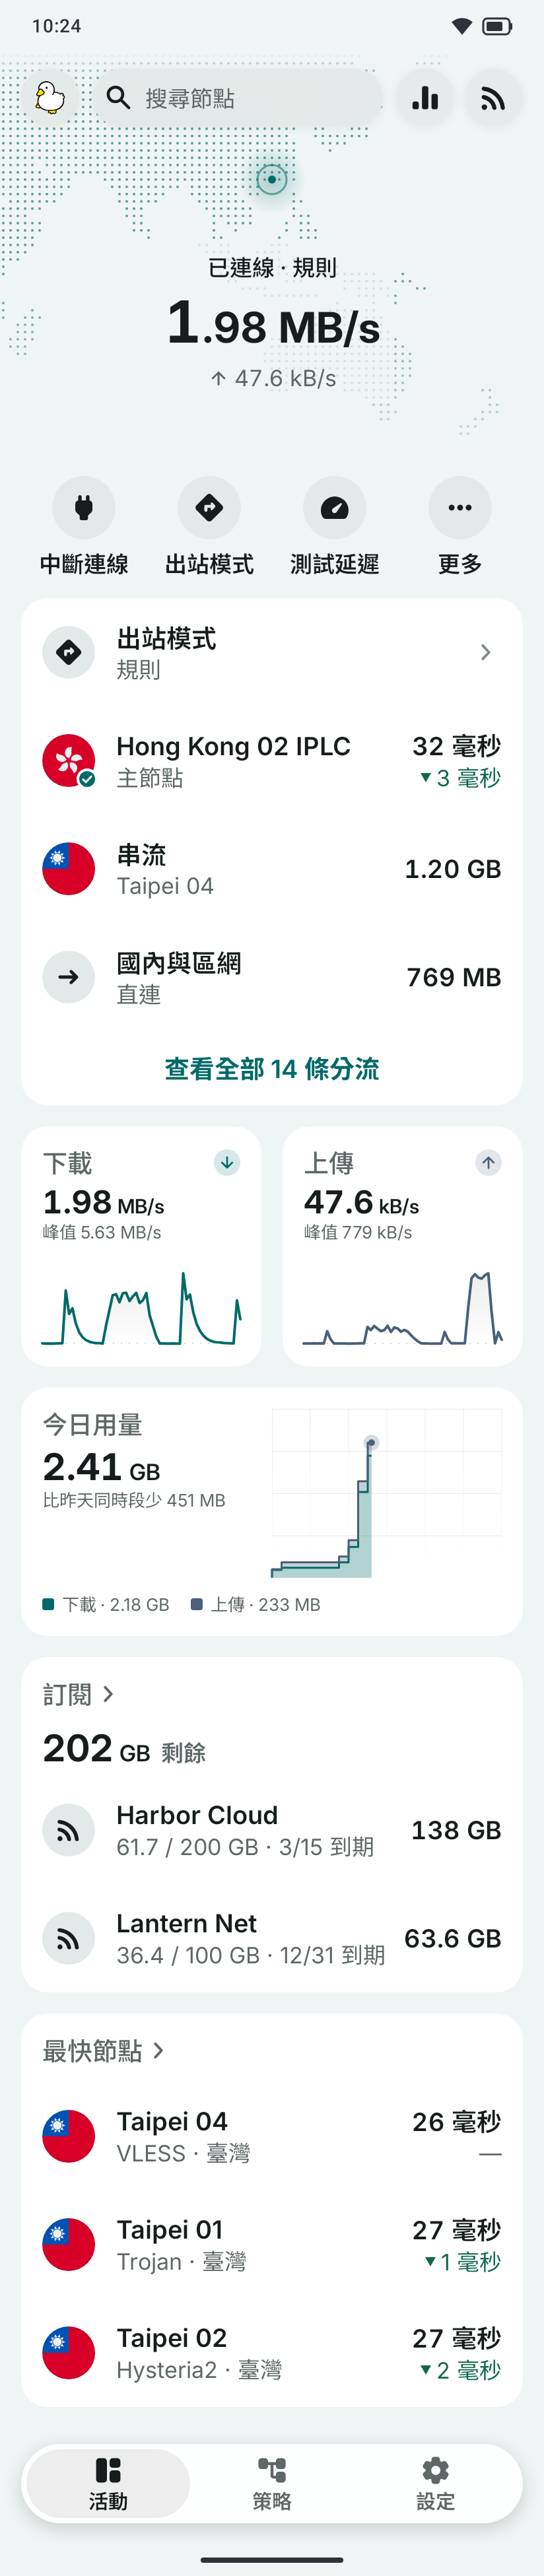 10:24
搜尋節點
已連線 · 規則
1.98 MB/s
↑ 47.6 kB/s
中斷連線
出站模式
測試延遲
更多
出站模式
規則
Hong Kong 02 IPLC
32 毫秒
主節點
▼3 毫秒
串流
Taipei 04
1.20 GB
國內與區網
直連
769 MB
查看全部 14 條分流
下載
1.98 MB/s
峰值 5.63 MB/s
上傳
47.6 kB/s
峰值 779 kB/s
今日用量
2.41 GB
比昨天同時段少 451 MB
下載 · 2.18 GB
上傳 · 233 MB
訂閱
202 GB 剩餘
Harbor Cloud
61.7 / 200 GB · 3/15 到期
138 GB
Lantern Net
36.4 / 100 GB · 12/31 到期
63.6 GB
最快節點
Taipei 04
26 毫秒
VLESS · 臺灣
—
Taipei 01
27 毫秒
Trojan · 臺灣
▼1 毫秒
Taipei 02
27 毫秒
Hysteria2 · 臺灣
▼2 毫秒
活動
策略
設定